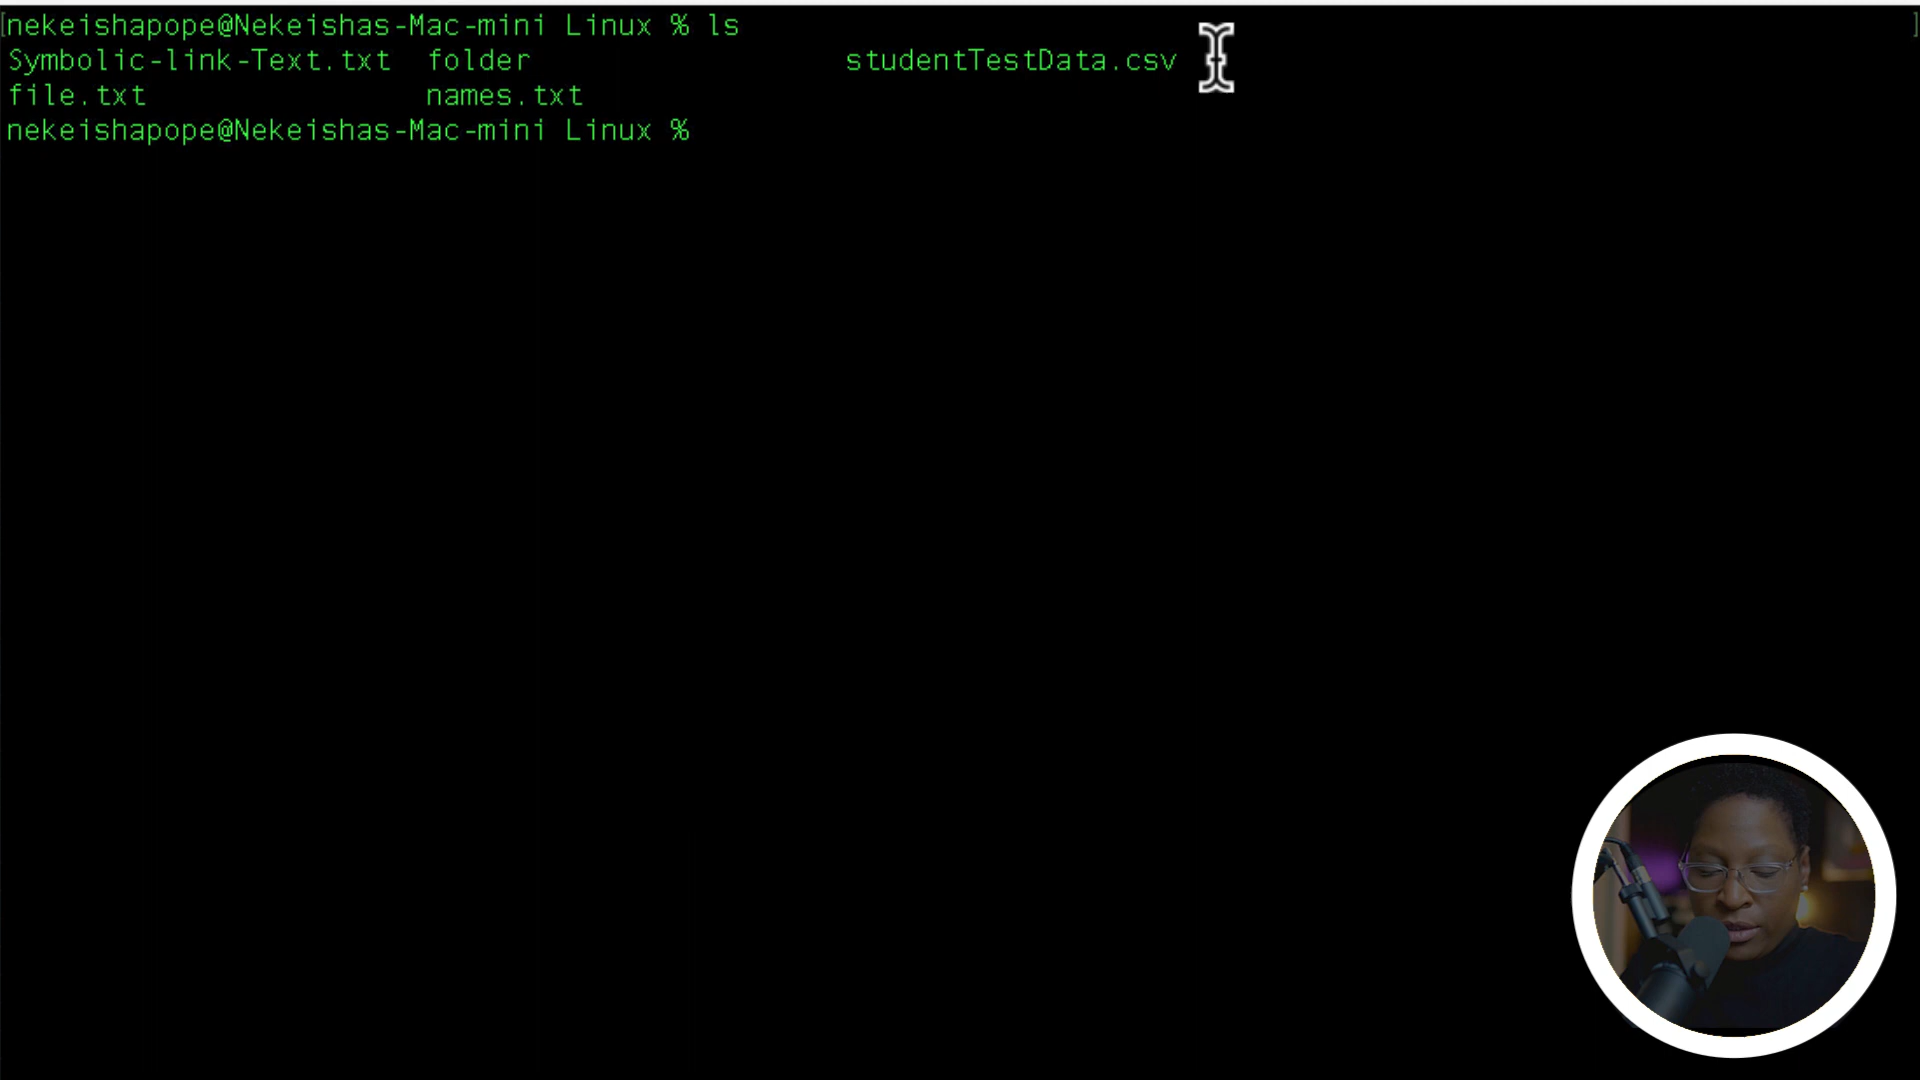 [nekeishapope@Nekeishas-Mac-mini Linux % ls ]
Symbolic-link-Text.txt folder studentTestData.csv
file.txt names.txt
nekeishapope@Nekeishas-Mac-mini Linux %